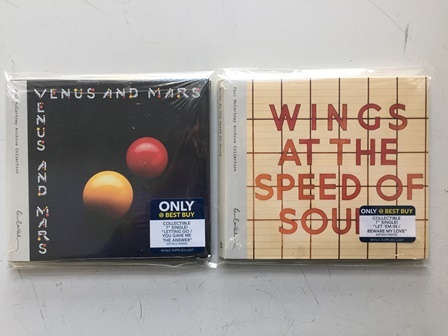 Paul McCartney Archive Collection
VENUS AND MARS
VENUS AND MARS
ONLY
@ BEST BUY
COLLECTIBLE
7" SINGLE!
"LETTING GO /
YOU GAVE ME
THE ANSWER"
WHILE SUPPLIES LAST
Paul McCartney Archive Collection
WINGS
AT THE
SPEED OF
SOUND
ONLY @ BEST BUY
COLLECTIBLE
7" SINGLE!
"LET 'EM IN /
BEWARE MY LOVE"
WHILE SUPPLIES LAST